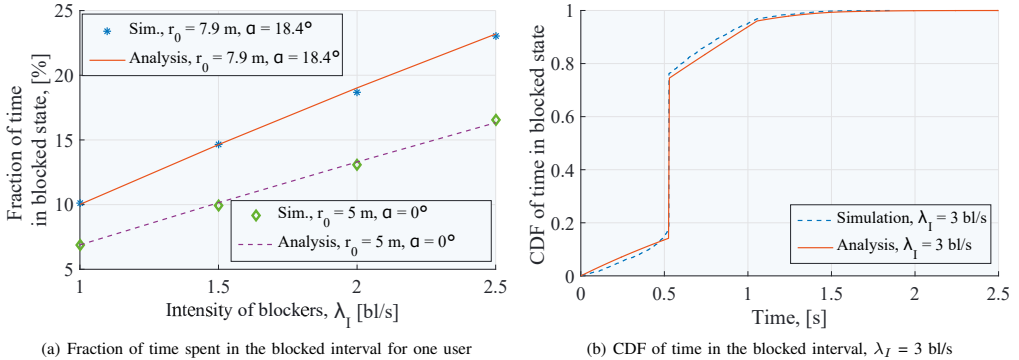 Fraction of time
in blocked state, [%]
25
20
15
10
5
Sim., r0 = 7.9 m, α = 18.4°
Analysis, r0 = 7.9 m, α = 18.4°
Sim., r0 = 5 m, α = 0°
Analysis, r0 = 5 m, α = 0°
1 1.5 2 2.5
Intensity of blockers, λI [bl/s]
(a) Fraction of time spent in the blocked interval for one user
CDF of time in blocked state
1
0.8
0.6
0.4
0.2
0
Simulation, λI = 3 bl/s
Analysis, λI = 3 bl/s
0 0.5 1 1.5 2.0 2.5
Time, [s]
(b) CDF of time in the blocked interval, λI = 3 bl/s